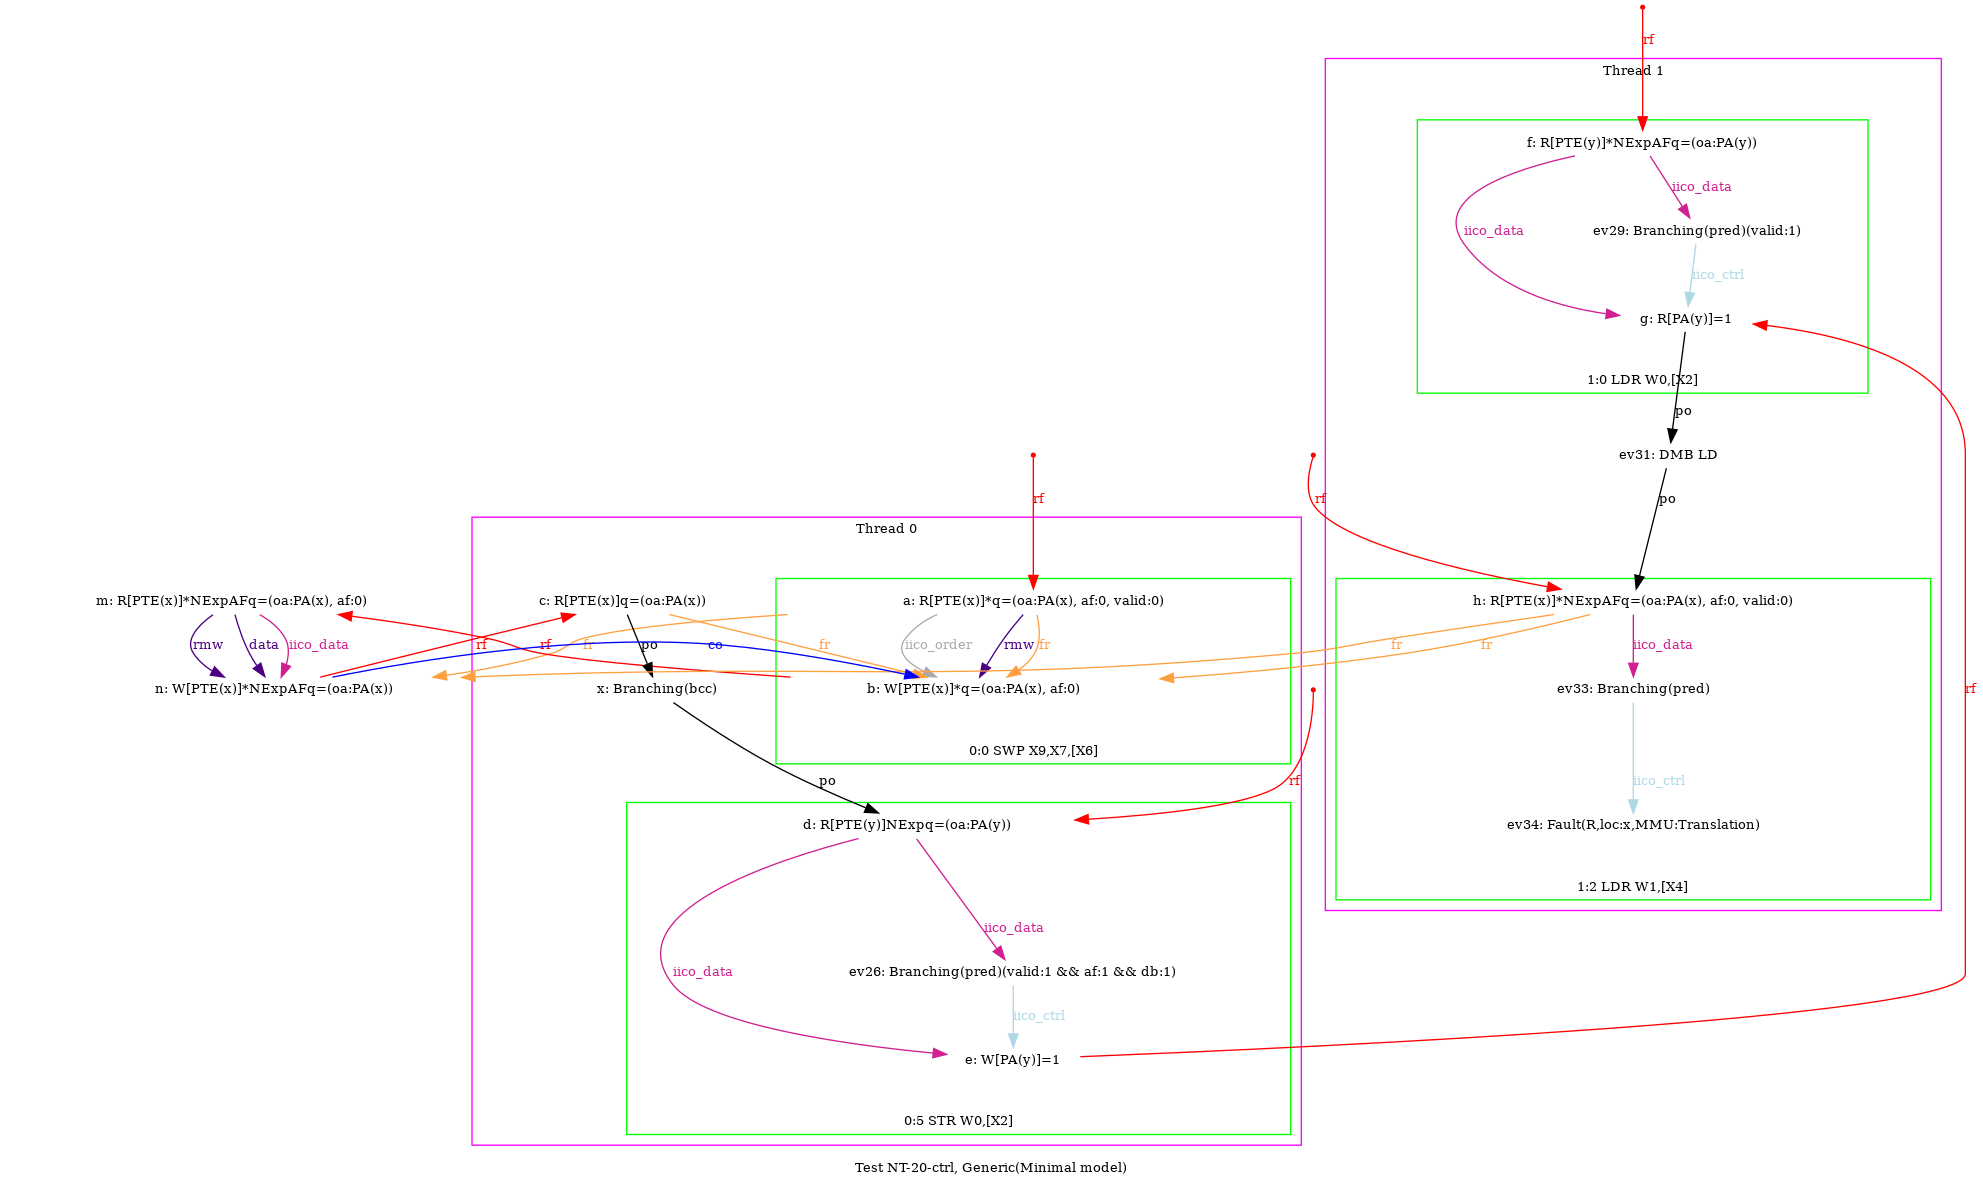 rf
Thread 1
f: R[PTE(y)]*NExpAFq=(oa:PA(y))
iico_data
iico_data
ev29: Branching(pred)(valid:1)
iico_ctrl
g: R[PA(y)]=1
1:0 LDR W0,[X2]
po
ev31: DMB LD
rf
rf
po
Thread 0
m: R[PTE(x)]*NExpAFq=(oa:PA(x), af:0)
c: R[PTE(x)]q=(oa:PA(x))
a: R[PTE(x)]*q=(oa:PA(x), af:0, valid:0)
h: R[PTE(x)]*NExpAFq=(oa:PA(x), af:0, valid:0)
rmw
data
iico_data
rf
rf
fr
po
co
fr
iico_order
rmw
fr
fr
fr
iico_data
n: W[PTE(x)]*NExpAFq=(oa:PA(x))
x: Branching(bcc)
b: W[PTE(x)]*q=(oa:PA(x), af:0)
ev33: Branching(pred)
rf
0:0 SWP X9,X7,[X6]
po
rf
iico_ctrl
d: R[PTE(y)]NExpq=(oa:PA(y))
ev34: Fault(R,loc:x,MMU:Translation)
1:2 LDR W1,[X4]
iico_data
iico_data
ev26: Branching(pred)(valid:1 && af:1 && db:1)
iico_ctrl
e: W[PA(y)]=1
0:5 STR W0,[X2]
Test NT-20-ctrl, Generic(Minimal model)